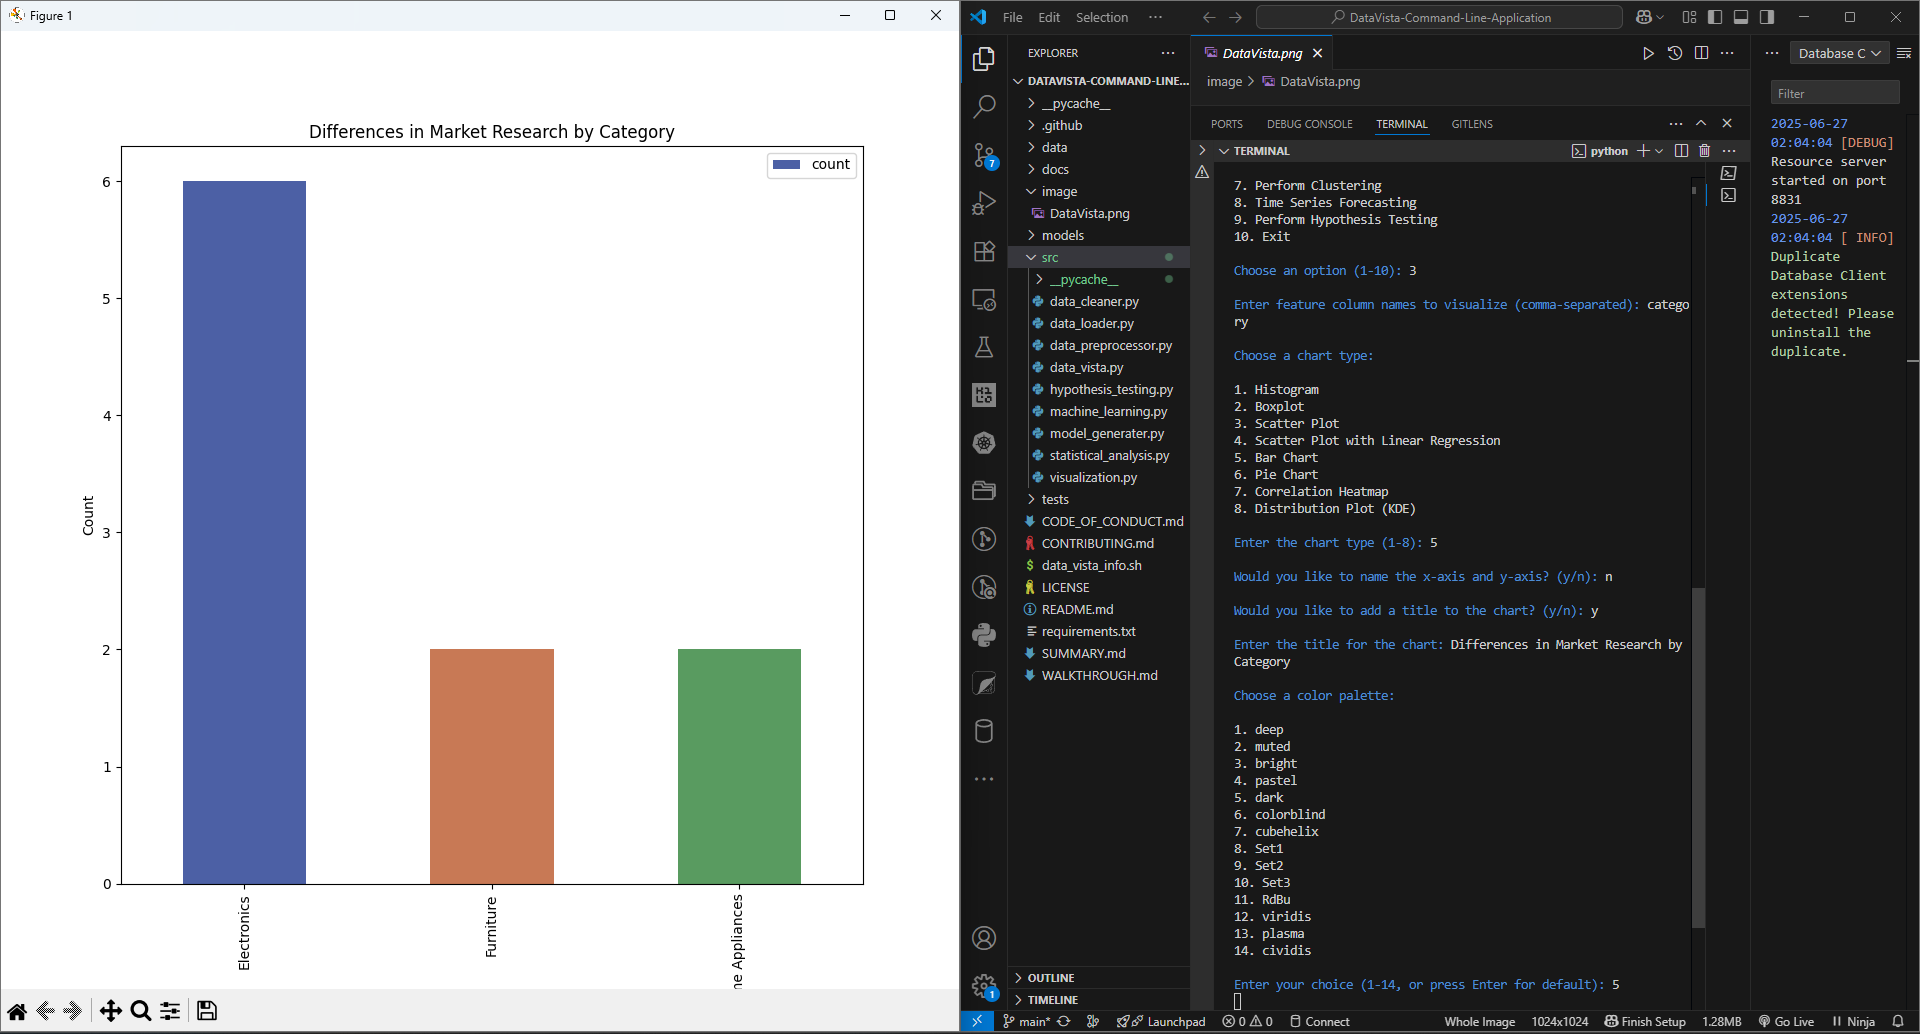 Figure 1
Differences in Market Research by Category
count
6
5
4
3
2
1
0
Count
Electronics
Furniture
ne Appliances
File Edit Selection ···
DataVista-Command-Line-Application
EXPLORER
DATAVISTA-COMMAND-LINE...
__pycache__
.github
data
docs
image
DataVista.png
models
src
__pycache__
data_cleaner.py
data_loader.py
data_preprocessor.py
data_vista.py
hypothesis_testing.py
machine_learning.py
model_generater.py
statistical_analysis.py
visualization.py
tests
CODE_OF_CONDUCT.md
CONTRIBUTING.md
data_vista_info.sh
LICENSE
README.md
requirements.txt
SUMMARY.md
WALKTHROUGH.md
OUTLINE
TIMELINE
7
1
DataVista.png
image > DataVista.png
PORTS DEBUG CONSOLE TERMINAL GITLENS
TERMINAL
python
7. Perform Clustering
8. Time Series Forecasting
9. Perform Hypothesis Testing
10. Exit
Choose an option (1-10): 3
Enter feature column names to visualize (comma-separated): catego
ry
Choose a chart type:
1. Histogram
2. Boxplot
3. Scatter Plot
4. Scatter Plot with Linear Regression
5. Bar Chart
6. Pie Chart
7. Correlation Heatmap
8. Distribution Plot (KDE)
Enter the chart type (1-8): 5
Would you like to name the x-axis and y-axis? (y/n): n
Would you like to add a title to the chart? (y/n): y
Enter the title for the chart: Differences in Market Research by
Category
Choose a color palette:
1. deep
2. muted
3. bright
4. pastel
5. dark
6. colorblind
7. cubehelix
8. Set1
9. Set2
10. Set3
11. RdBu
12. viridis
13. plasma
14. cividis
Enter your choice (1-14, or press Enter for default): 5
Database C
Filter
2025-06-27
02:04:04 [DEBUG]
Resource server
started on port
8831
2025-06-27
02:04:04 [ INFO]
Duplicate
Database Client
extensions
detected! Please
uninstall the
duplicate.
main* Launchpad 0 0 Connect Whole Image 1024x1024 Finish Setup 1.28MB Go Live Ninja